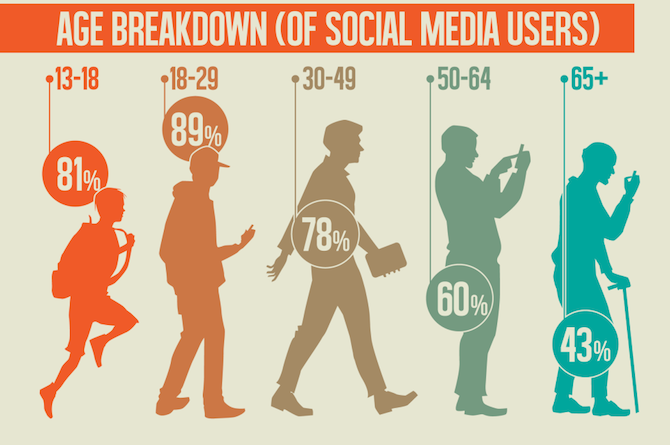 AGE BREAKDOWN (OF SOCIAL MEDIA USERS)
13-18 18-29 30-49 50-64 65+
89%
81%
78%
60%
43%